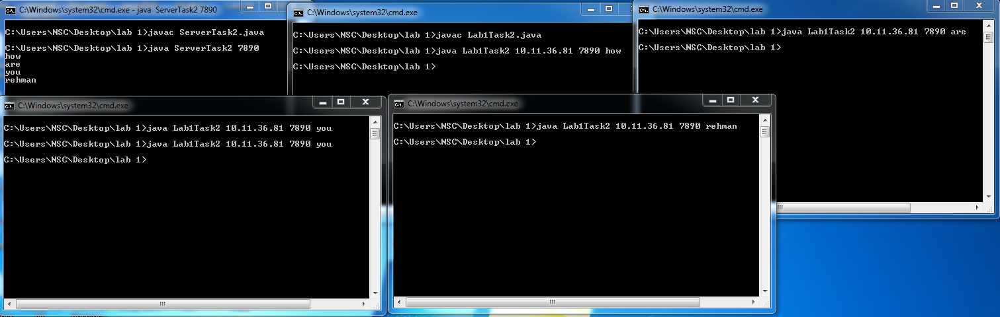 C:\Windows\system32\cmd.exe - java ServerTask2 7890
C:\Users\NSC\Desktop\lab 1>javac ServerTask2.java
C:\Users\NSC\Desktop\lab 1>java ServerTask2 7890
how
are
you
rehman
C:\Windows\system32\cmd.exe
C:\Users\NSC\Desktop\lab 1>javac Lab1Task2.java
C:\Users\NSC\Desktop\lab 1>java Lab1Task2 10.11.36.81 7890 how
C:\Users\NSC\Desktop\lab 1>
C:\Windows\system32\cmd.exe
C:\Users\NSC\Desktop\lab 1>java Lab1Task2 10.11.36.81 7890 are
C:\Users\NSC\Desktop\lab 1>
C:\Windows\system32\cmd.exe
C:\Users\NSC\Desktop\lab 1>java Lab1Task2 10.11.36.81 7890 you
C:\Users\NSC\Desktop\lab 1>java Lab1Task2 10.11.36.81 7890 you
C:\Users\NSC\Desktop\lab 1>
C:\Windows\system32\cmd.exe
C:\Users\NSC\Desktop\lab 1>java Lab1Task2 10.11.36.81 7890 rehman
C:\Users\NSC\Desktop\lab 1>